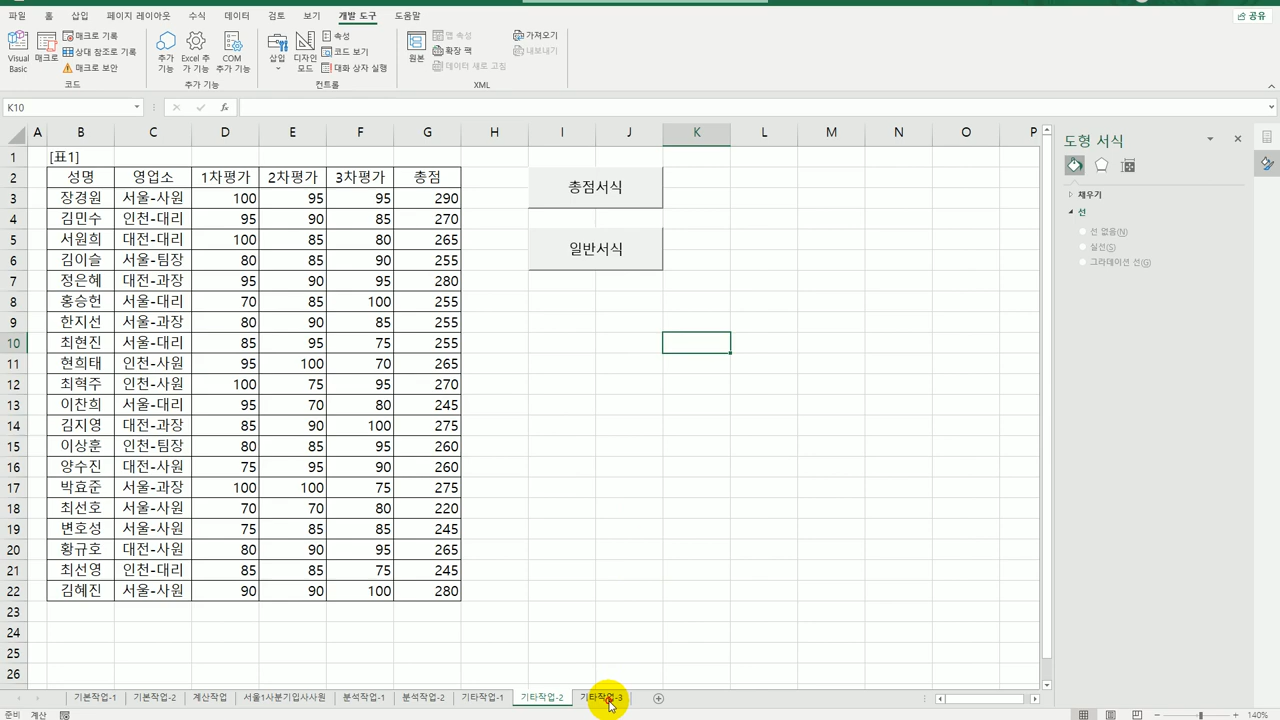 파일 홈 삽입 페이지 레이아웃 수식 데이터 검토 보기 개발 도구 도움말 공유
Visual Basic 매크로 매크로 기록 상대 참조로 기록 매크로 보안 코드
추가 기능 Excel 추가 기능 COM 추가 기능 추가 기능
삽입 디자인 모드 속성 코드 보기 대화 상자 실행 컨트롤
원본 맵 속성 확장 팩 데이터 새로 고침 가져오기 내보내기 XML
K10 fx
A B C D E F G H I J K L M N O P
1 [표1]
2 성명 영업소 1차평가 2차평가 3차평가 총점
3 장경원 서울-사원 100 95 95 290
4 김민수 인천-대리 95 90 85 270
5 서원희 대전-대리 100 85 80 265
6 김이슬 서울-팀장 80 85 90 255
7 정은혜 대전-과장 95 95 90 280
8 홍승헌 서울-대리 70 85 100 255
9 한지선 서울-과장 80 90 85 255
10 최현진 서울-대리 85 95 75 255
11 현희태 인천-사원 95 100 70 265
12 최혁주 인천-사원 100 75 95 270
13 이찬희 서울-대리 95 70 80 245
14 김지영 대전-과장 85 90 100 275
15 이상훈 인천-팀장 80 85 95 260
16 양수진 대전-사원 75 95 90 260
17 박효준 서울-과장 100 100 75 275
18 최선호 서울-사원 70 70 80 220
19 변호성 서울-사원 75 85 85 245
20 황규호 대전-사원 80 90 95 265
21 최선영 인천-대리 85 85 75 245
22 김혜진 서울-사원 90 90 100 280
23
24
25
26
총점서식
일반서식
도형 서식
채우기
선
선 없음(N)
실선(S)
그라데이션 선(G)
기본작업-1 기본작업-2 계산작업 서울1사분기입사사원 분석작업-1 분석작업-2 기타작업-1 기타작업-2 기타작업-3
준비 계산 140%